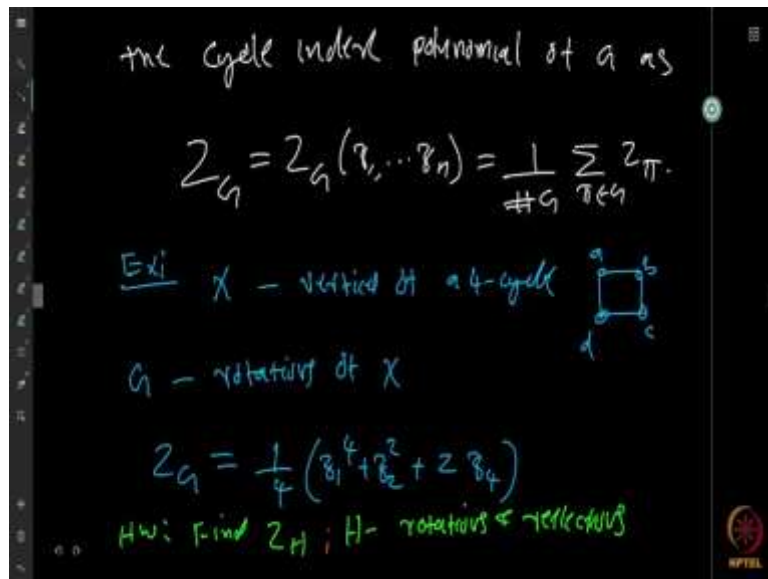 the cycle index polynomial of G as
Z_G = Z_G(z_1, ... z_n) = 1/#G Σ_{π∈G} Z_π.
Ex: X - vertices of a 4-cycle
a b
d c
G - rotations of X
Z_G = 1/4 (z_1^4 + z_2^2 + 2 z_4)
HW: Find Z_H ; H - rotations & reflections
NPTEL